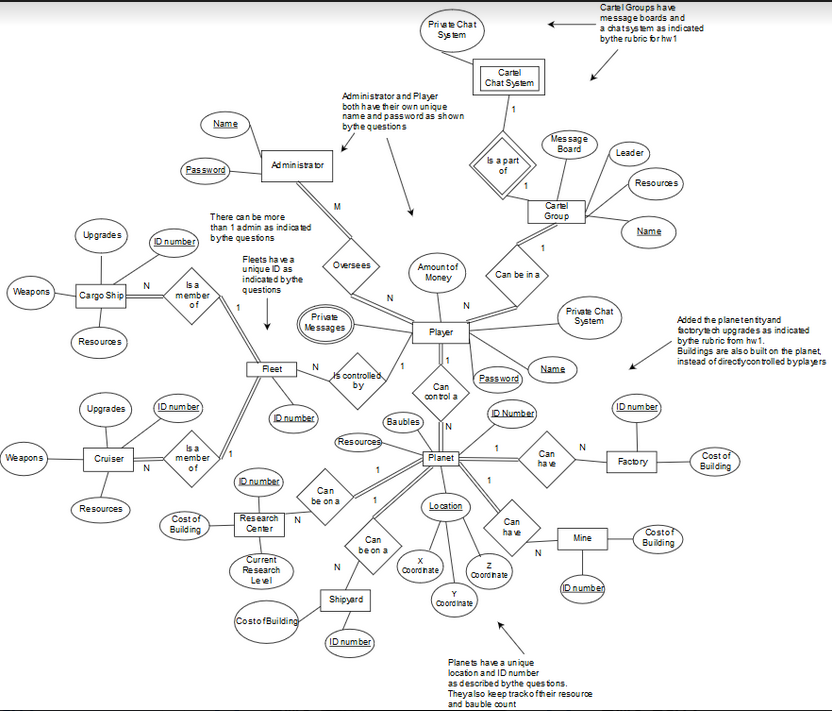 Private Chat
System
Cartel Groups have
message boards and
a chat system as indicated
by the rubric for hw1
Cartel
Chat System
1
Administrator and Player
both have their own unique
name and password as shown
by the questions
Name
Password
Administrator
Is a part
of
1
Message
Board
Leader
Resources
Name
Cartel
Group
1
M
There can be more
than 1 admin as indicated
by the questions
Oversees
N
Can be in a
N
Amount of
Money
Upgrades
ID number
Weapons
Cargo Ship
N
Is a
member
of
1
Resources
Fleets have a
unique ID as
indicated by the
questions
Private
Messages
Player
Private Chat
System
Name
Password
Added the planet entity and
factory tech upgrades as indicated
by the rubric from hw1.
Buildings are also built on the planet,
instead of directly controlled by players
Fleet
N
Is controlled
by
1
ID number
1
Can
control a
N
Upgrades
ID number
Weapons
Cruiser
N
Is a
member
of
1
Resources
Baubles
Resources
ID Number
Planet
1
Can
have
N
ID number
Factory
Cost of
Building
ID number
Cost of
Building
Research
Center
N
Can
be on a
1
Current
Research
Level
1
Can
be on a
N
Shipyard
Cost of Building
ID number
Location
X
Coordinate
Y
Coordinate
Z
Coordinate
1
Can
have
N
Mine
Cost of
Building
ID number
Planets have a unique
location and ID number
as described by the questions.
They also keep track of their resource
and bauble count